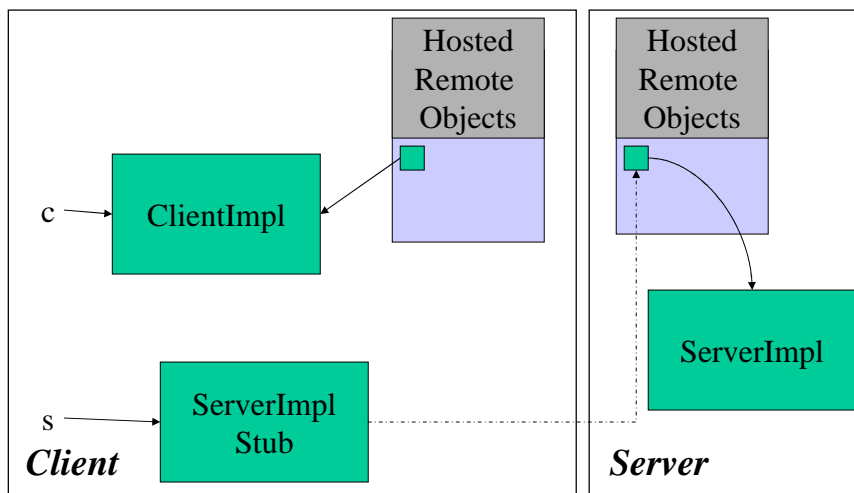 Hosted
Remote
Objects
c
ClientImpl
s
ServerImpl
Stub
Client
Hosted
Remote
Objects
ServerImpl
Server